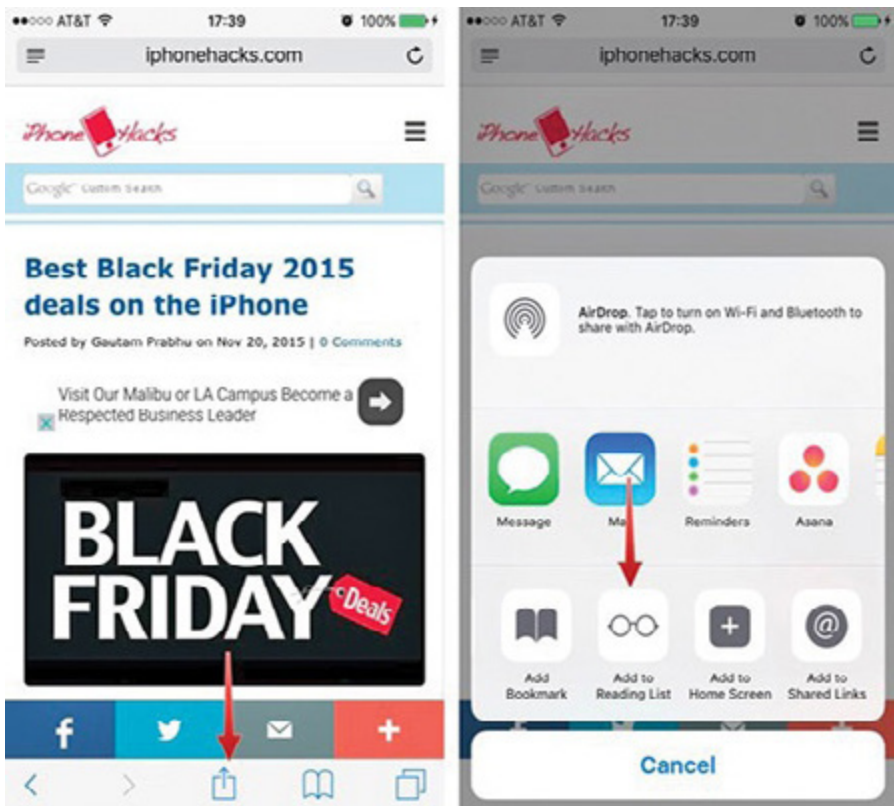 AT&T 17:39 100%
iphonehacks.com
iPhone Hacks
Google™ Custom Search
Best Black Friday 2015
deals on the iPhone
Posted by Gautam Prabhu on Nov 20, 2015 | 0 Comments
Visit Our Malibu or LA Campus Become a
Respected Business Leader
BLACK
FRIDAY
Deals
f
AT&T 17:39 100%
iphonehacks.com
iPhone Hacks
Google™ Custom Search
AirDrop. Tap to turn on Wi-Fi and Bluetooth to
share with AirDrop.
Message Ma Reminders Asana
Add Add to Add to Add to
Bookmark Reading List Home Screen Shared Links
Cancel